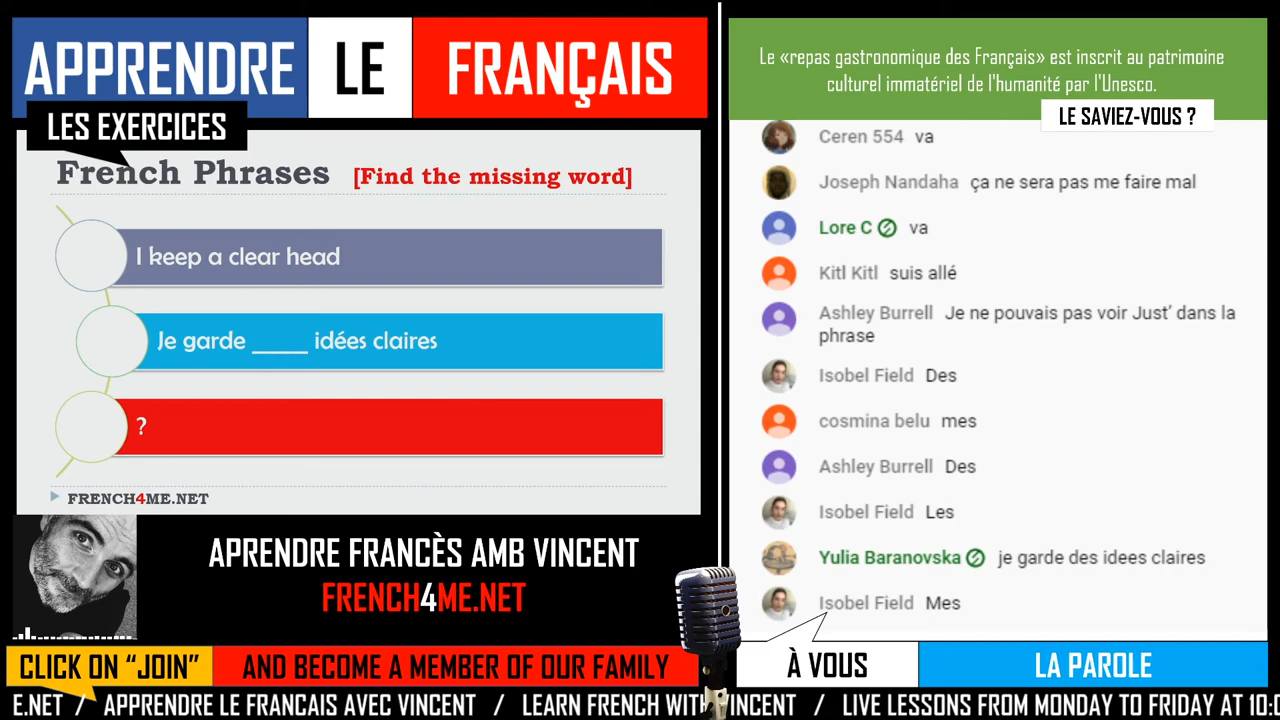 APPRENDRE LE FRANÇAIS
LES EXERCICES
French Phrases [Find the missing word]
I keep a clear head
Je garde _____ idées claires
?
FRENCH4ME.NET
APRENDRE FRANCÈS AMB VINCENT
FRENCH4ME.NET
CLICK ON “JOIN” AND BECOME A MEMBER OF OUR FAMILY
Le «repas gastronomique des Français» est inscrit au patrimoine
culturel immatériel de l'humanité par l'Unesco.
LE SAVIEZ-VOUS ?
Ceren 554 va
Joseph Nandaha ça ne sera pas me faire mal
Lore C va
Kitl Kitl suis allé
Ashley Burrell Je ne pouvais pas voir Just’ dans la
phrase
Isobel Field Des
cosmina belu mes
Ashley Burrell Des
Isobel Field Les
Yulia Baranovska je garde des idees claires
Isobel Field Mes
À VOUS LA PAROLE
E.NET / APPRENDRE LE FRANCAIS AVEC VINCENT / LEARN FRENCH WITH VINCENT / LIVE LESSONS FROM MONDAY TO FRIDAY AT 10:0